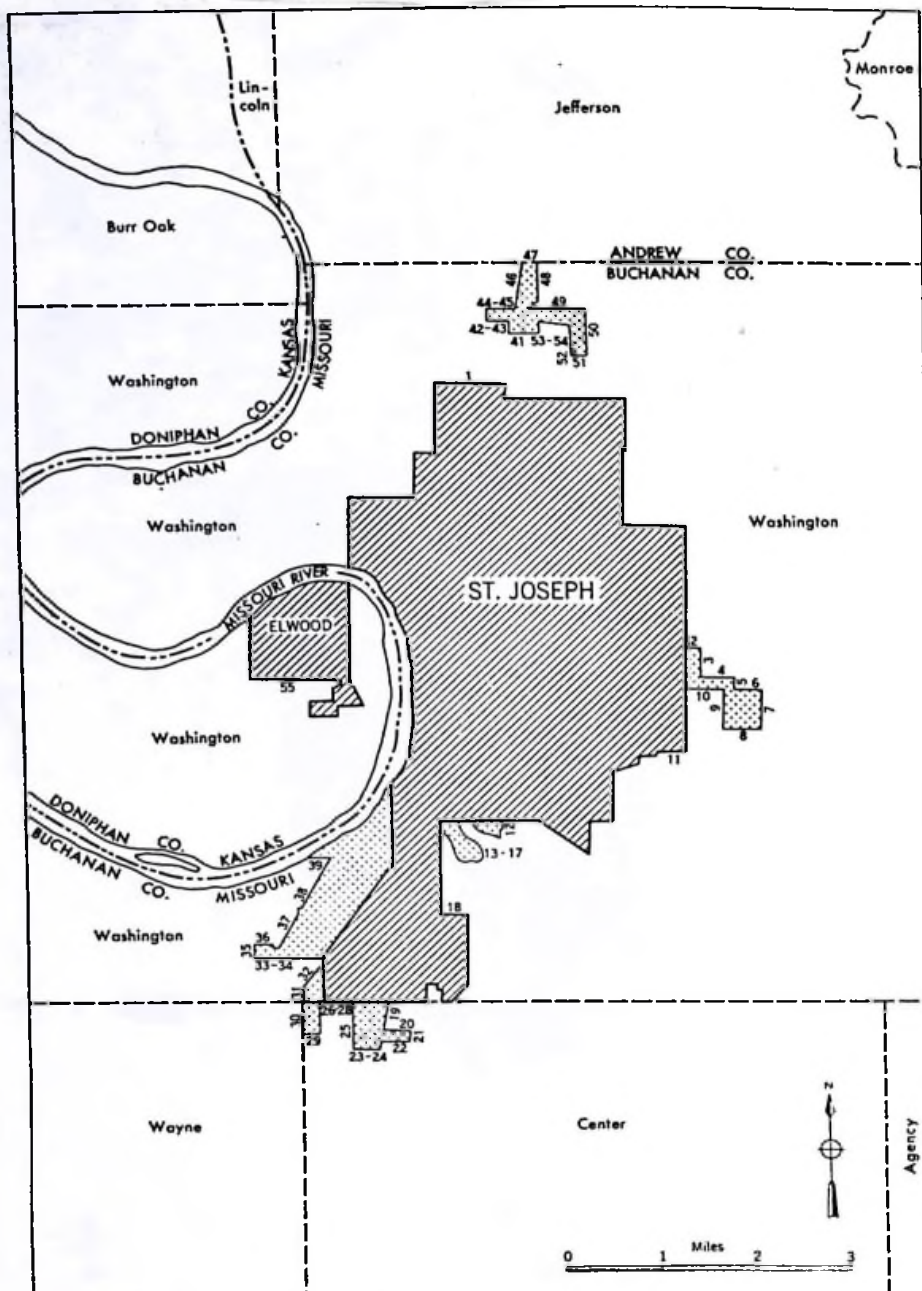 Lin-
coln
Jefferson
Monroe
Burr Oak
47
ANDREW CO.
BUCHANAN CO.
46
48
44-45
49
42-43
41
53-54
50
52
51
KANSAS
MISSOURI
Washington
1
DONIPHAN CO.
BUCHANAN CO.
Washington
Washington
MISSOURI RIVER
ST. JOSEPH
ELWOOD
2
3
4
5
6
55
10
9
7
8
Washington
11
DONIPHAN CO.
KANSAS
BUCHANAN CO.
MISSOURI
12
13-17
39
38
18
37
Washington
36
35
33-34
32
31
26-28
30
29
25
19
20
21
22
23-24
Wayne
Center
N
Agency
Miles
0 1 2 3